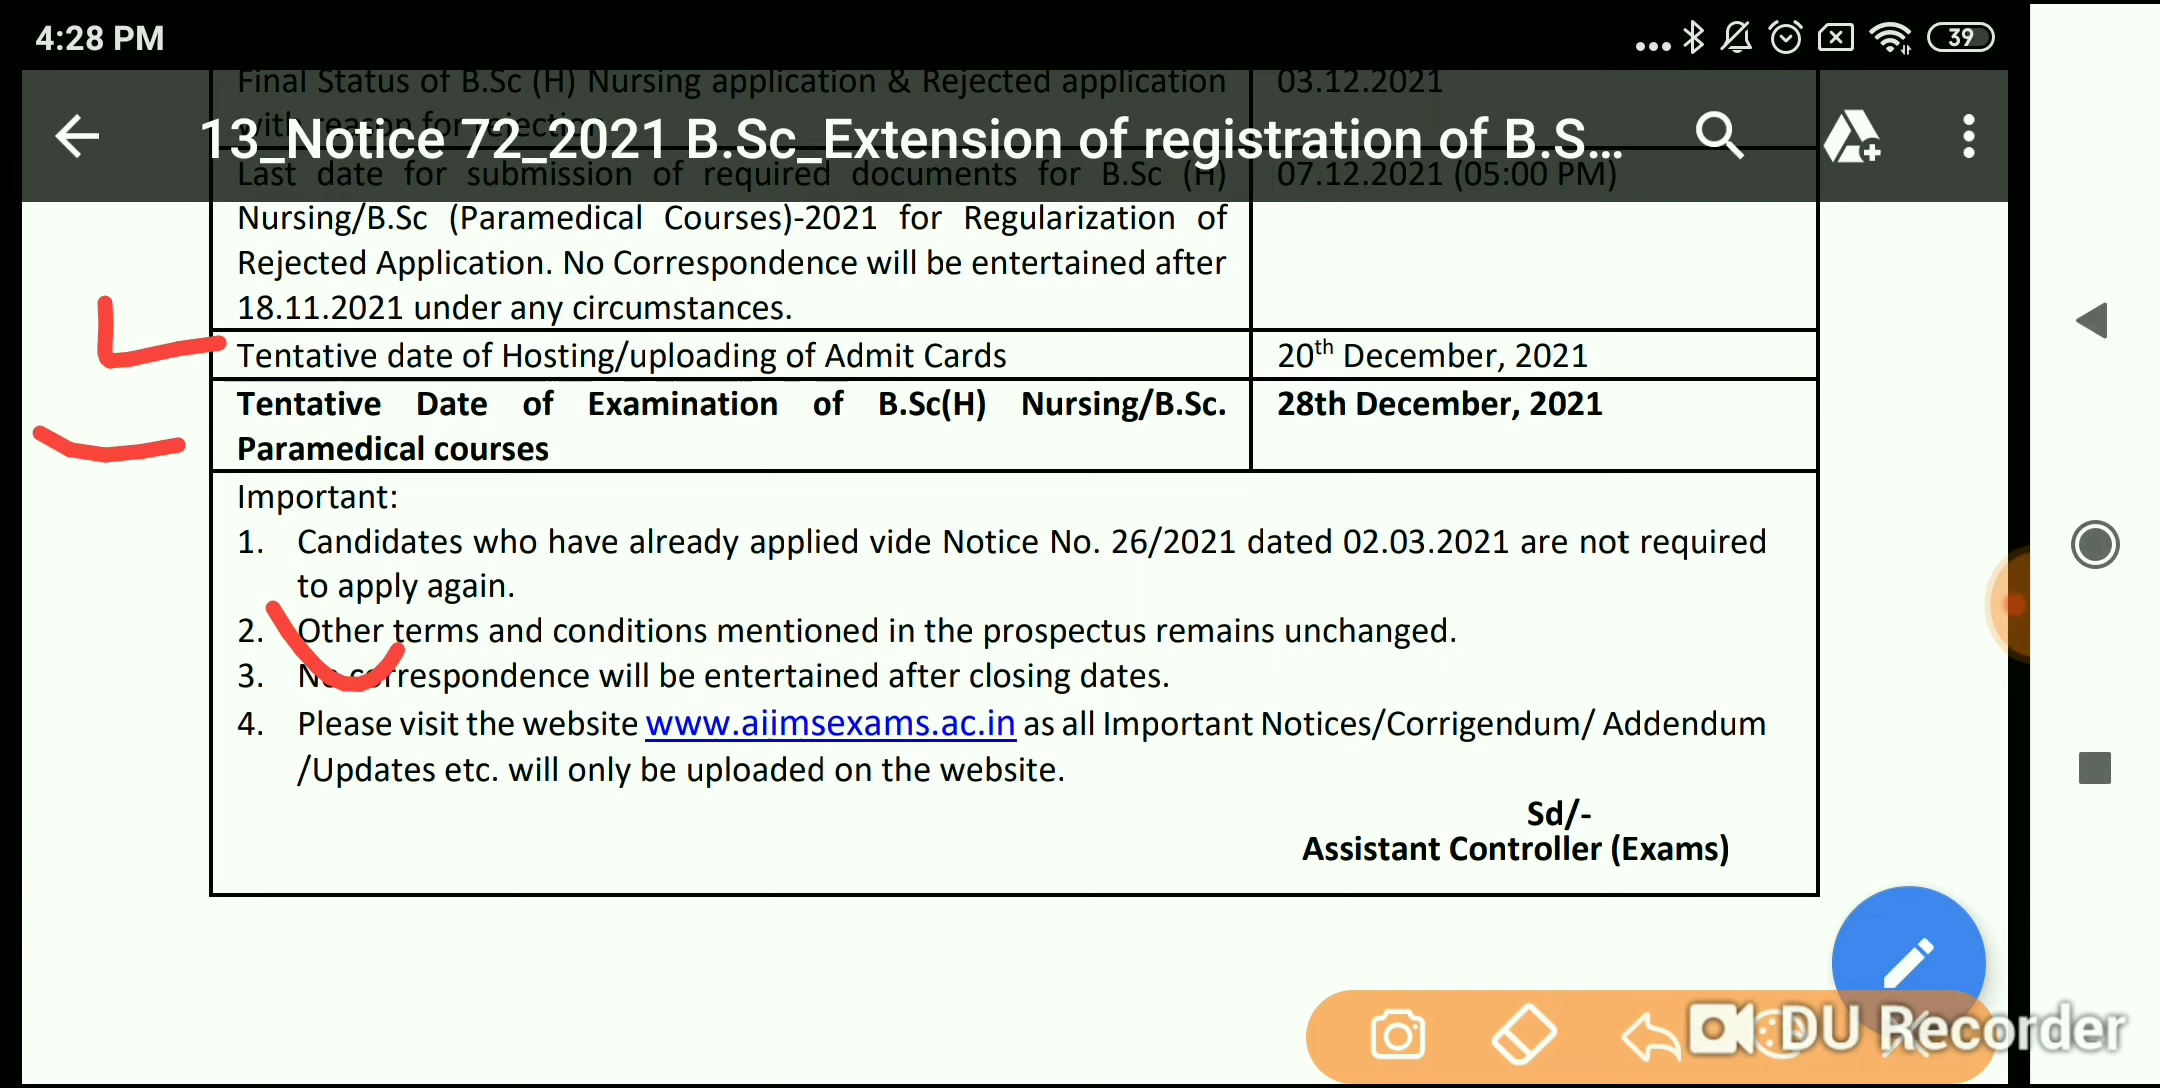 4:28 PM
39
Final Status of B.Sc (H) Nursing application & Rejected application 03.12.2021
with reason for rejection
13_Notice 72_2021 B.Sc_Extension of registration of B.S...
Last date for submission of required documents for B.Sc (H) 07.12.2021 (05:00 PM)
Nursing/B.Sc (Paramedical Courses)-2021 for Regularization of
Rejected Application. No Correspondence will be entertained after
18.11.2021 under any circumstances.
Tentative date of Hosting/uploading of Admit Cards 20th December, 2021
Tentative Date of Examination of B.Sc(H) Nursing/B.Sc. 28th December, 2021
Paramedical courses
Important:
1. Candidates who have already applied vide Notice No. 26/2021 dated 02.03.2021 are not required
to apply again.
2. Other terms and conditions mentioned in the prospectus remains unchanged.
3. No correspondence will be entertained after closing dates.
4. Please visit the website www.aiimsexams.ac.in as all Important Notices/Corrigendum/ Addendum
/Updates etc. will only be uploaded on the website.
Sd/-
Assistant Controller (Exams)
DU Recorder